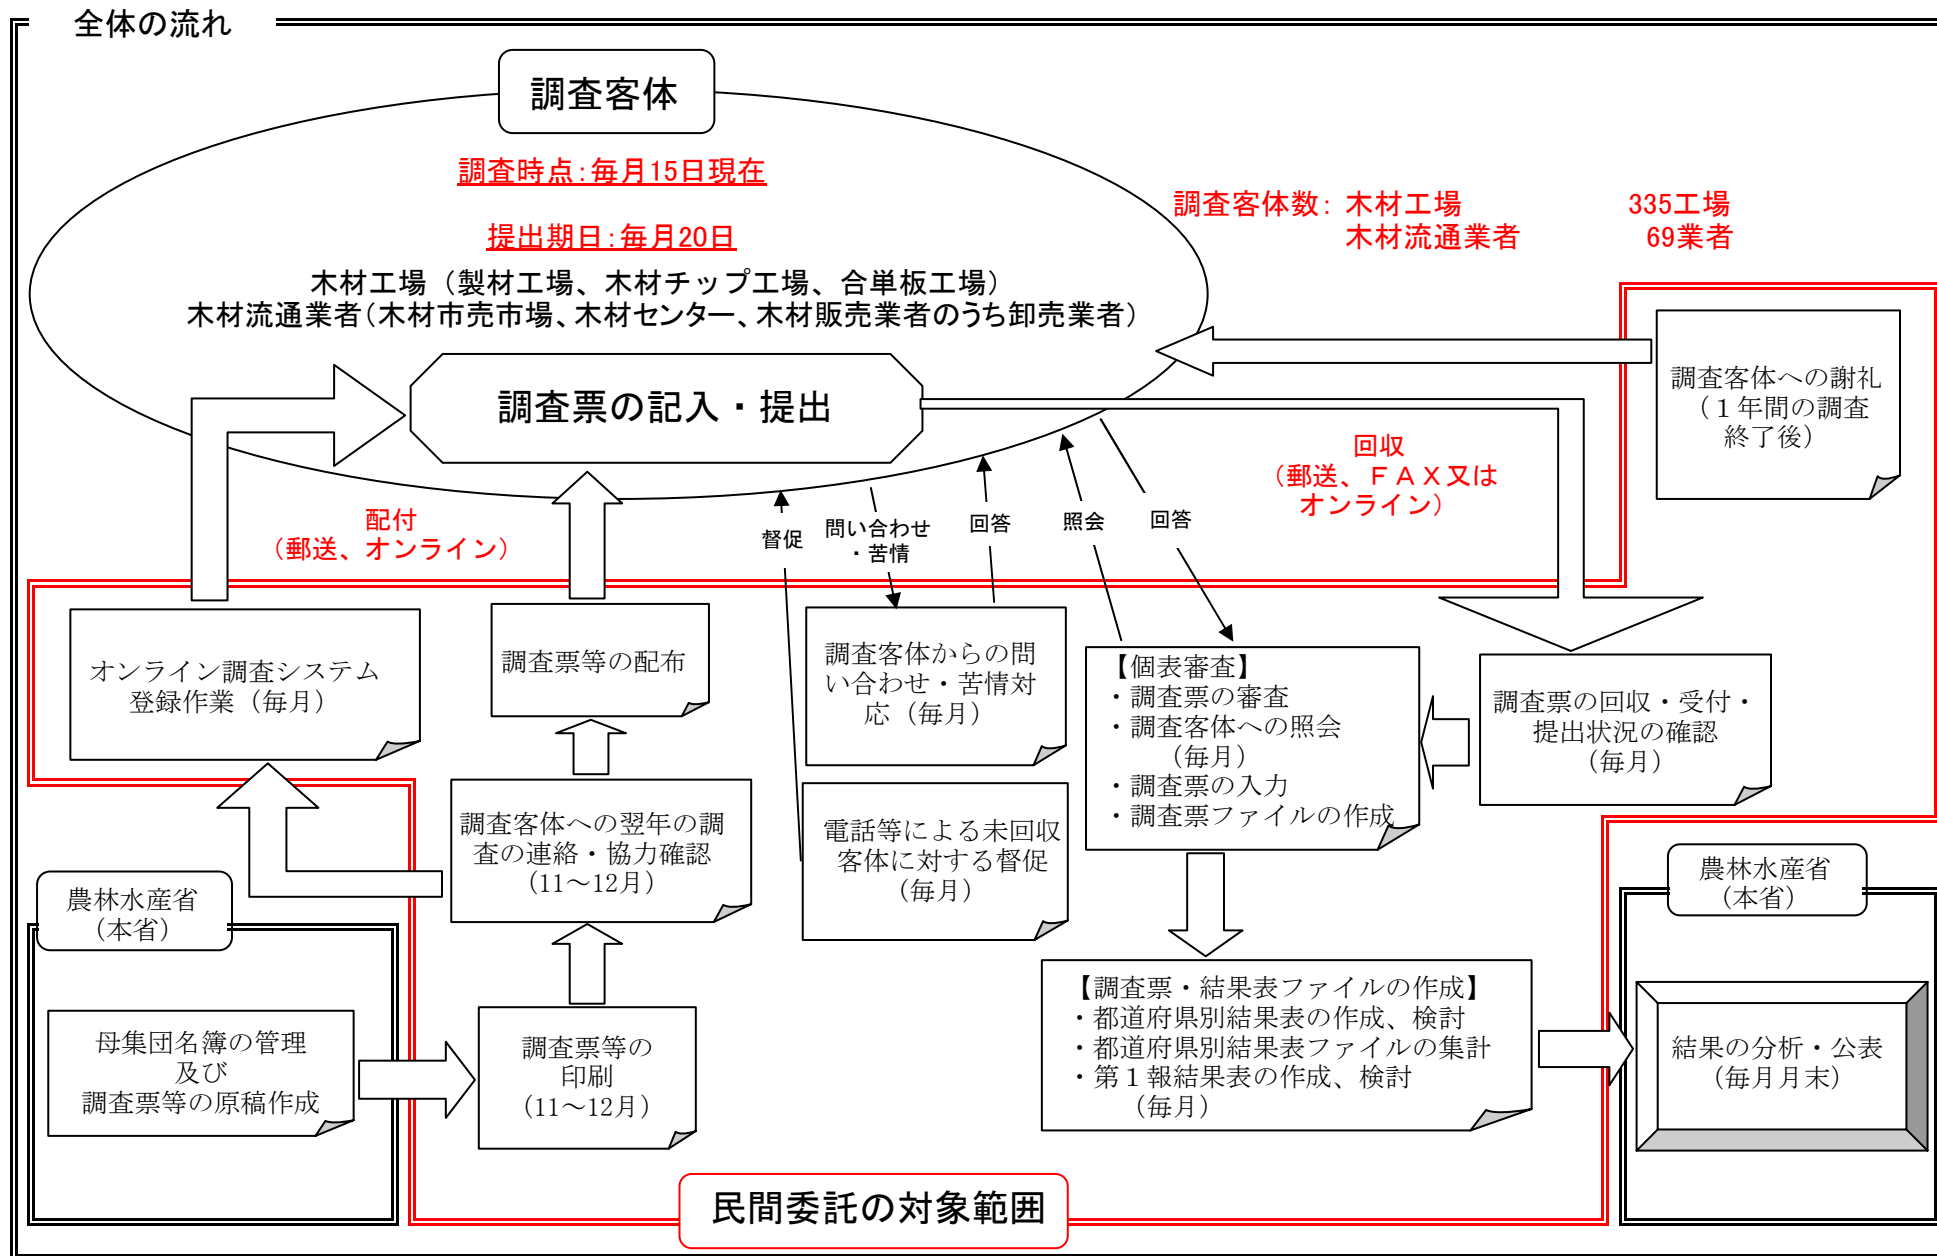 全体の流れ
調査客体
調査時点:毎月15日現在
提出期日:毎月20日
木材工場（製材工場、木材チップ工場、合単板工場）
木材流通業者(木材市売市場、木材センター、木材販売業者のうち卸売業者)
調査客体数: 木材工場 335工場
木材流通業者 69業者
調査票の記入・提出
調査客体への謝礼
（１年間の調査
終了後）
回収
（郵送、ＦＡＸ又は
オンライン）
配付
（郵送、オンライン）
督促
問い合わせ
・苦情
回答
照会
回答
オンライン調査システム
登録作業（毎月）
調査票等の配布
調査客体からの問
い合わせ・苦情対
応（毎月）
【個表審査】
・調査票の審査
・調査客体への照会
（毎月）
・調査票の入力
・調査票ファイルの作成
調査票の回収・受付・
提出状況の確認
（毎月）
調査客体への翌年の調
査の連絡・協力確認
（11～12月）
電話等による未回収
客体に対する督促
（毎月）
農林水産省
（本省）
母集団名簿の管理
及び
調査票等の原稿作成
調査票等の
印刷
（11～12月）
【調査票・結果表ファイルの作成】
・都道府県別結果表の作成、検討
・都道府県別結果表ファイルの集計
・第１報結果表の作成、検討
（毎月）
農林水産省
（本省）
結果の分析・公表
（毎月月末）
民間委託の対象範囲